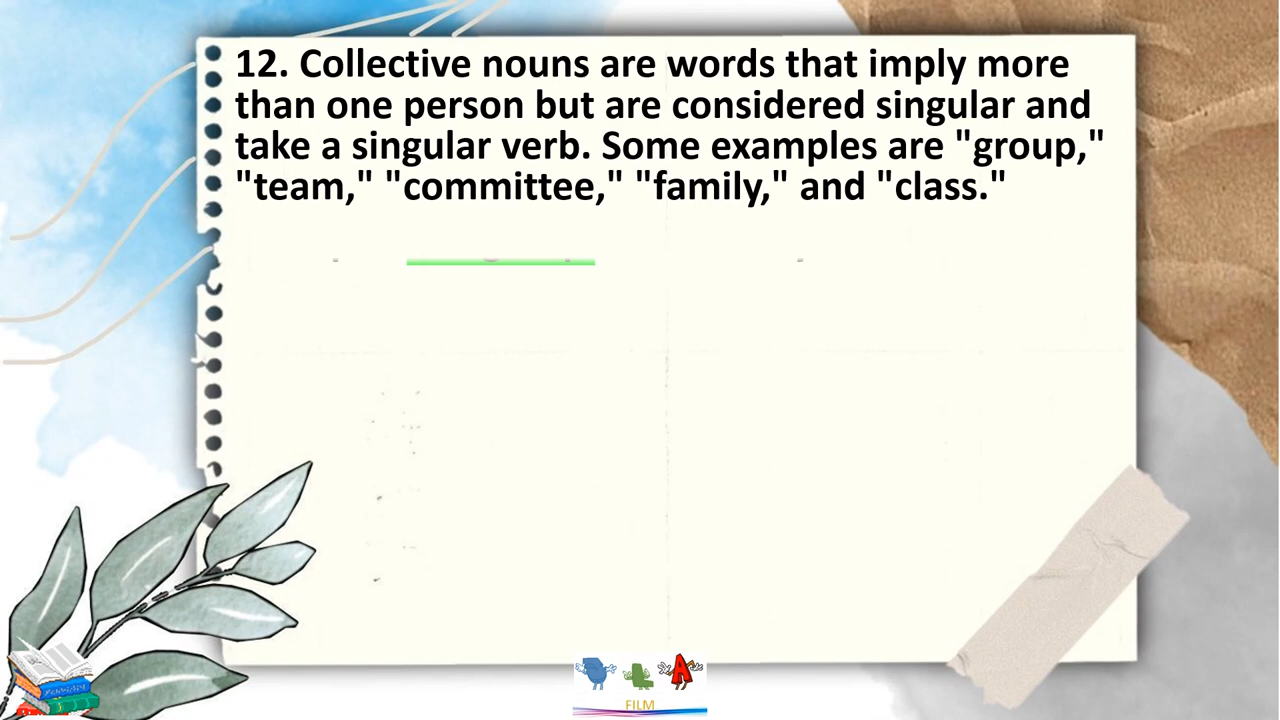 12. Collective nouns are words that imply more
than one person but are considered singular and
take a singular verb. Some examples are "group,"
"team," "committee," "family," and "class."
FILM